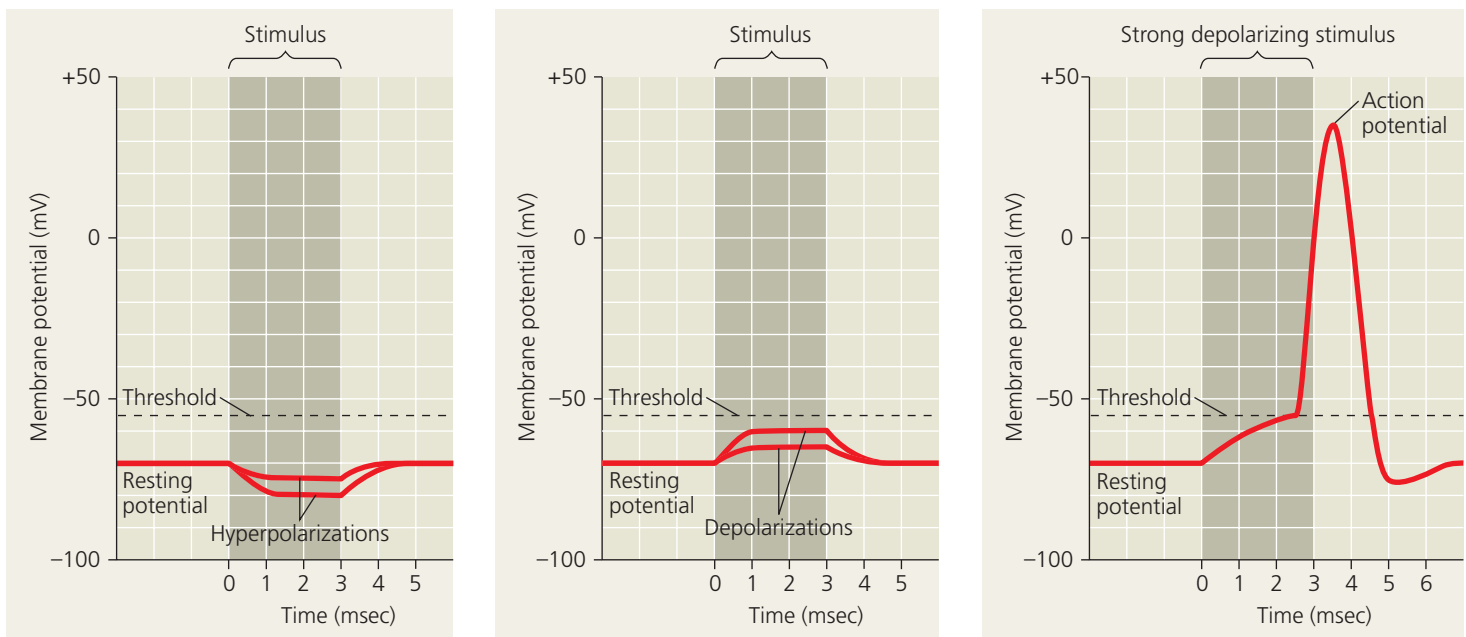 Stimulus
+50
0
−50
−100
Membrane potential (mV)
Threshold
Resting
potential
Hyperpolarizations
0 1 2 3 4 5
Time (msec)
Stimulus
+50
0
−50
−100
Membrane potential (mV)
Threshold
Resting
potential
Depolarizations
0 1 2 3 4 5
Time (msec)
Strong depolarizing stimulus
+50
0
−50
−100
Membrane potential (mV)
Action
potential
Threshold
Resting
potential
0 1 2 3 4 5 6
Time (msec)